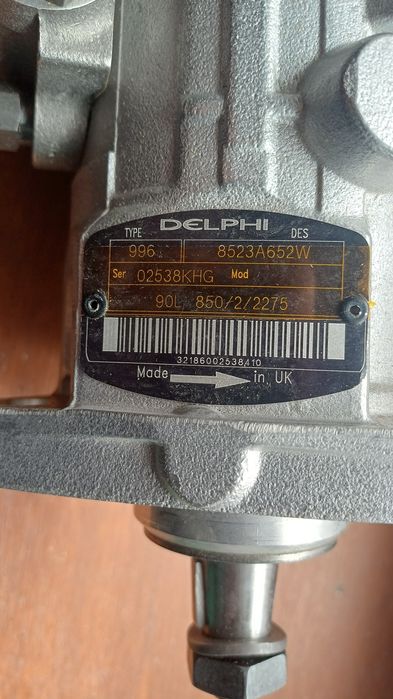 DELPHI
TYPE DES
996 8523A652W
Ser 02538KHG Mod
90L 850/2/2275
32186002538410
Made in UK